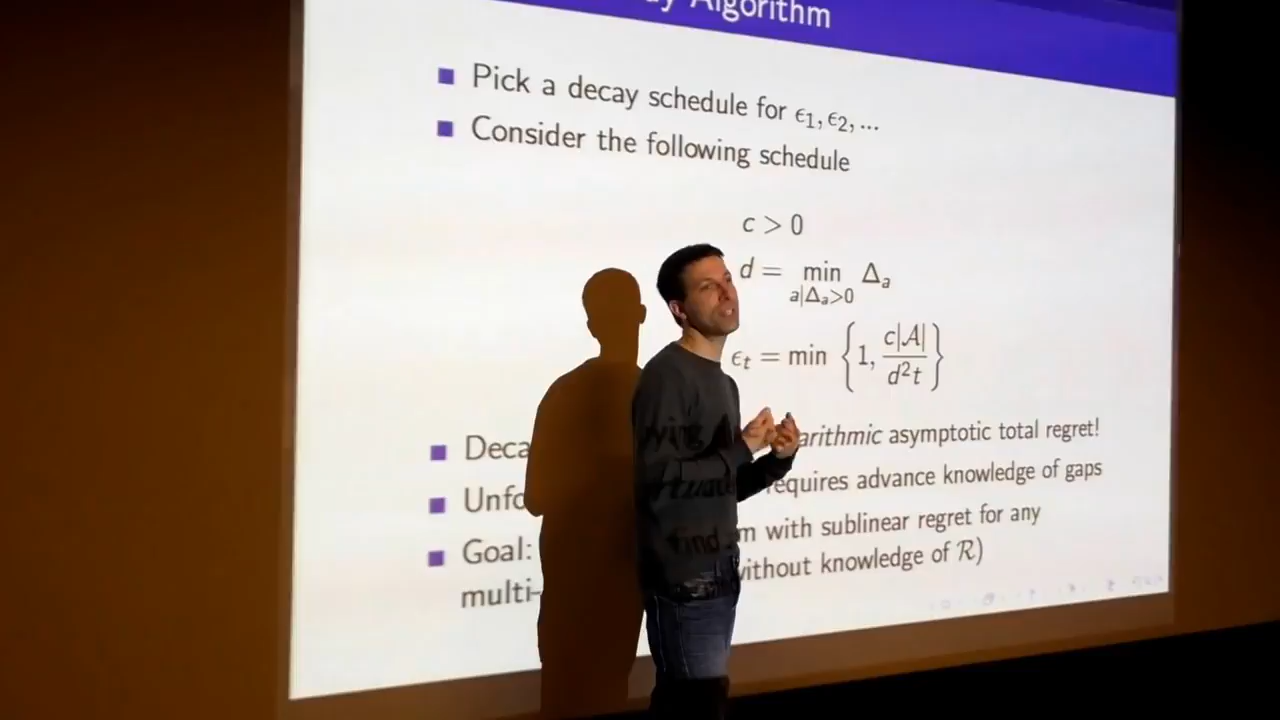 Algorithm
Pick a decay schedule for ϵ₁, ϵ₂, ...
Consider the following schedule
c > 0
d = min Δₐ
a|Δₐ>0
ϵₜ = min {1, c|𝒜| / d²t}
arithmic asymptotic total regret!
requires advance knowledge of gaps
Goal: find m with sublinear regret for any
multi- without knowledge of ℛ)